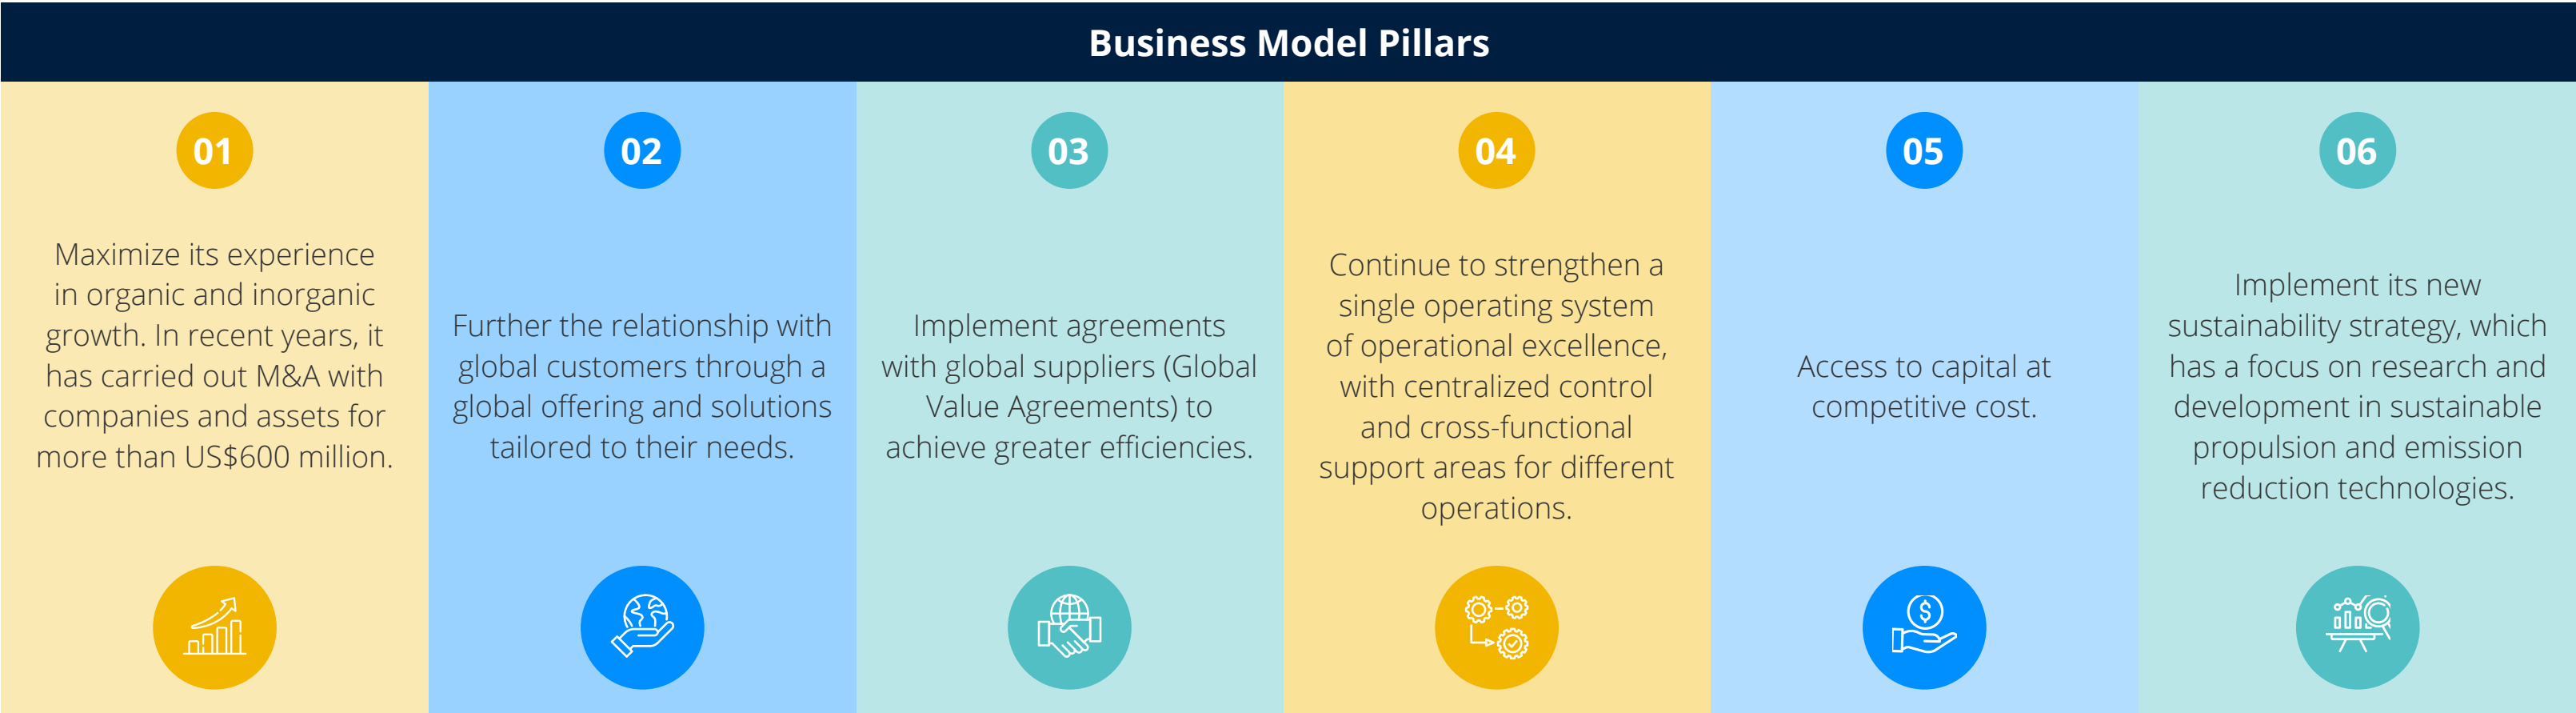 Business Model Pillars
01
Maximize its experience
in organic and inorganic
growth. In recent years, it
has carried out M&A with
companies and assets for
more than US$600 million.
02
Further the relationship with
global customers through a
global offering and solutions
tailored to their needs.
03
Implement agreements
with global suppliers (Global
Value Agreements) to
achieve greater efficiencies.
04
Continue to strengthen a
single operating system
of operational excellence,
with centralized control
and cross-functional
support areas for different
operations.
05
Access to capital at
competitive cost.
06
Implement its new
sustainability strategy, which
has a focus on research and
development in sustainable
propulsion and emission
reduction technologies.
$